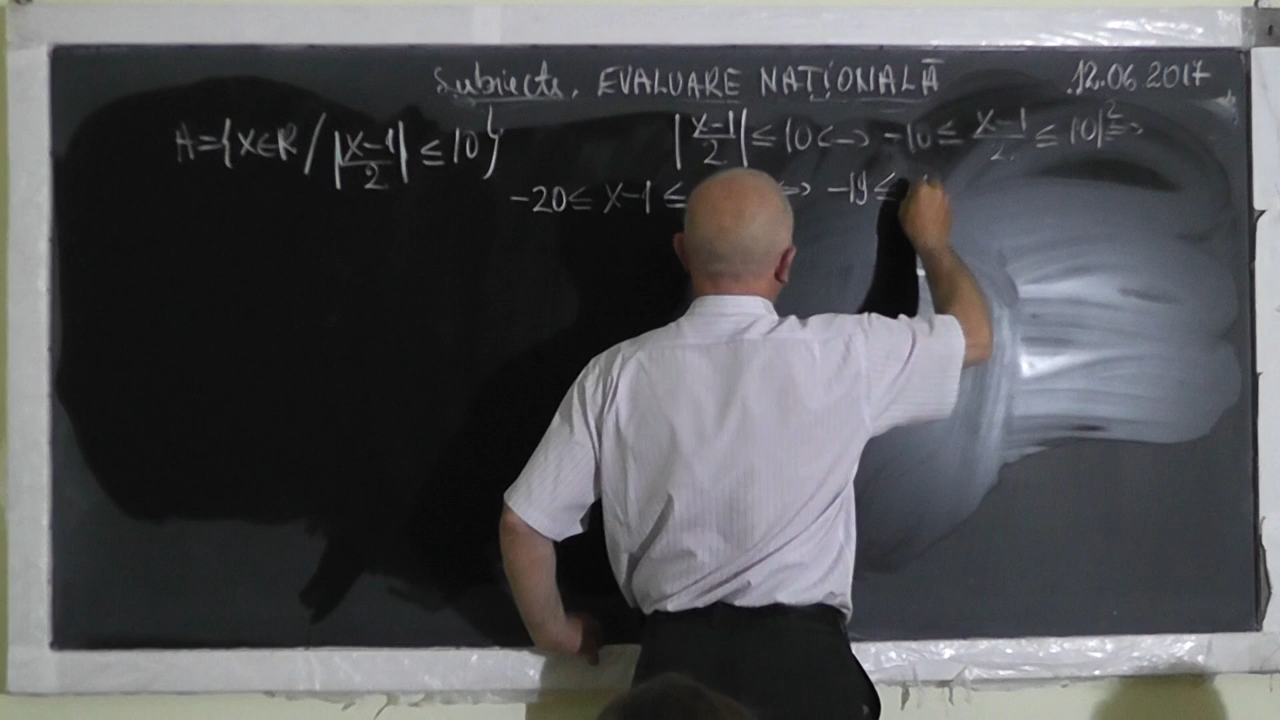 Subiecte, EVALUARE NAȚIONALĂ 12.06.2017
A={x∈R / |x-1/2| ≤ 10}
|x-1/2| ≤ 10 <=> -10 ≤ x-1/2 ≤ 10|² =>
-20 ≤ x-1 ≤ <=> -19 ≤